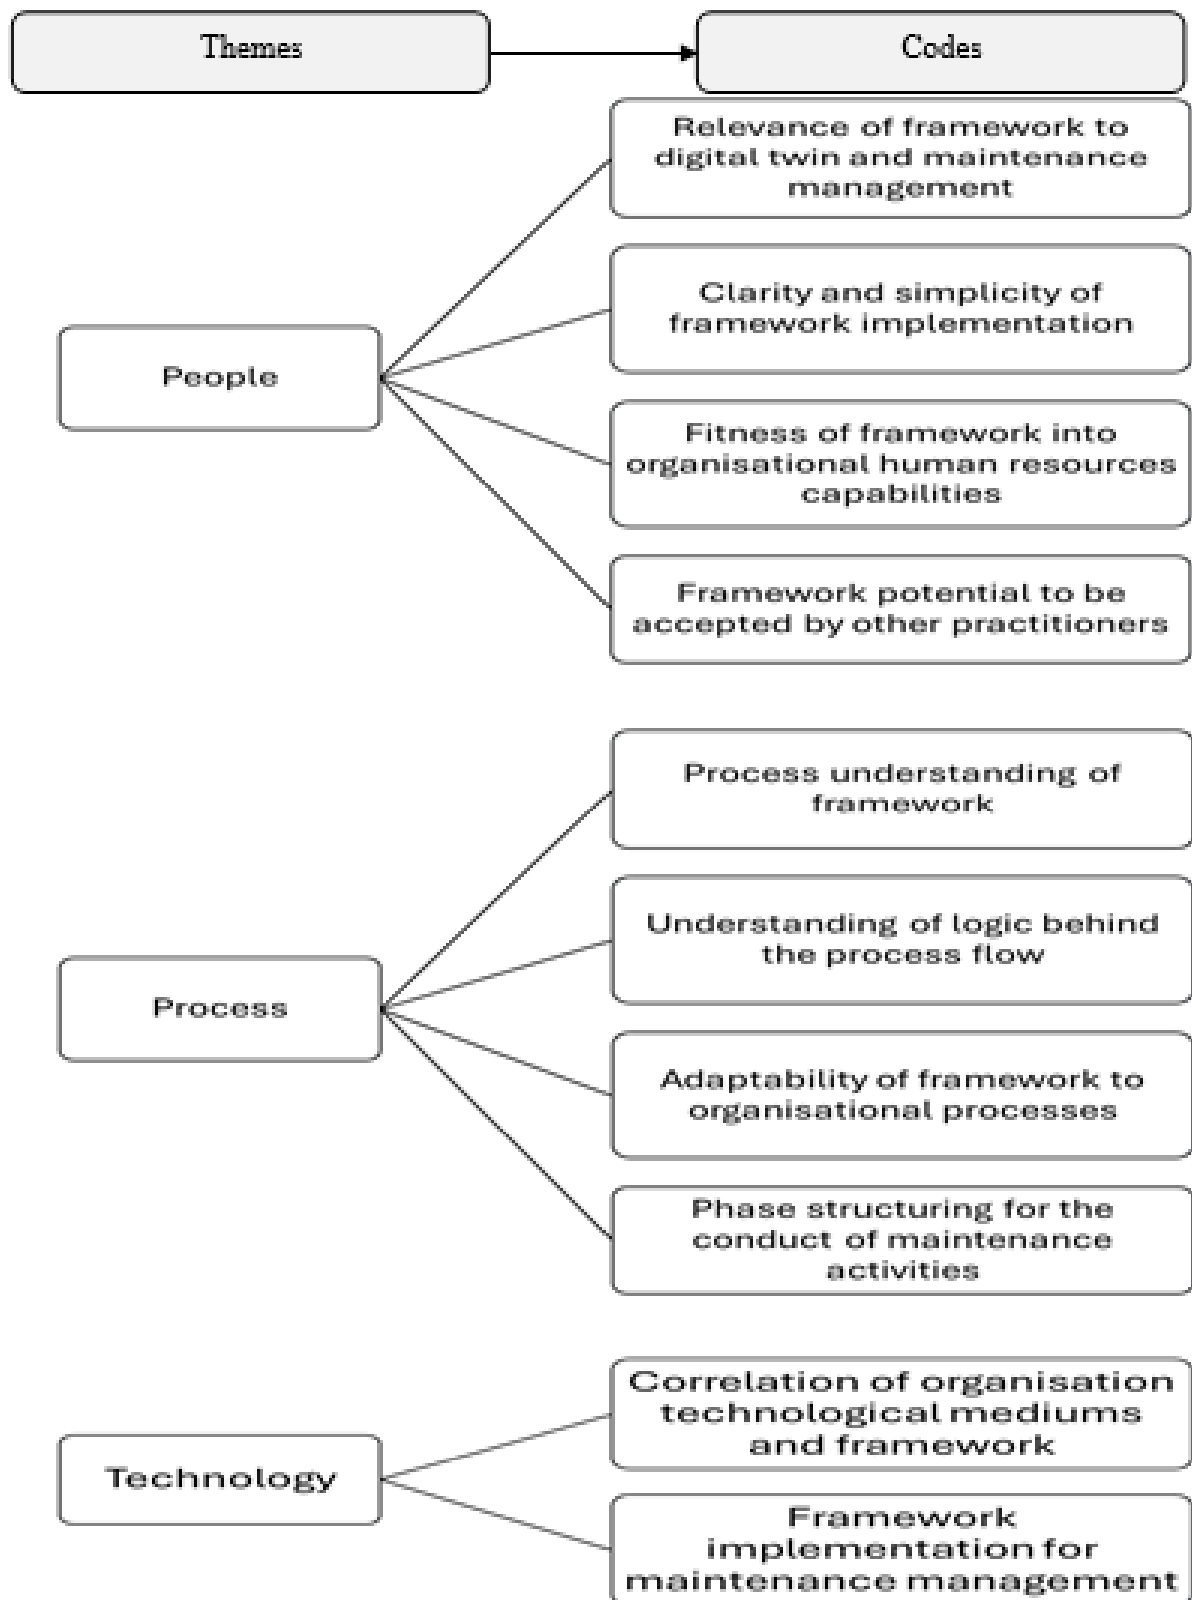 Themes
Codes
Relevance of framework to
digital twin and maintenance
management
Clarity and simplicity of
framework implementation
People
Fitness of framework into
organisational human resources
capabilities
Framework potential to be
accepted by other practitioners
Process understanding of
framework
Understanding of logic behind
the process flow
Process
Adaptability of framework to
organisational processes
Phase structuring for the
conduct of maintenance
activities
Correlation of organisation
technological mediums
and framework
Technology
Framework
implementation for
maintenance management